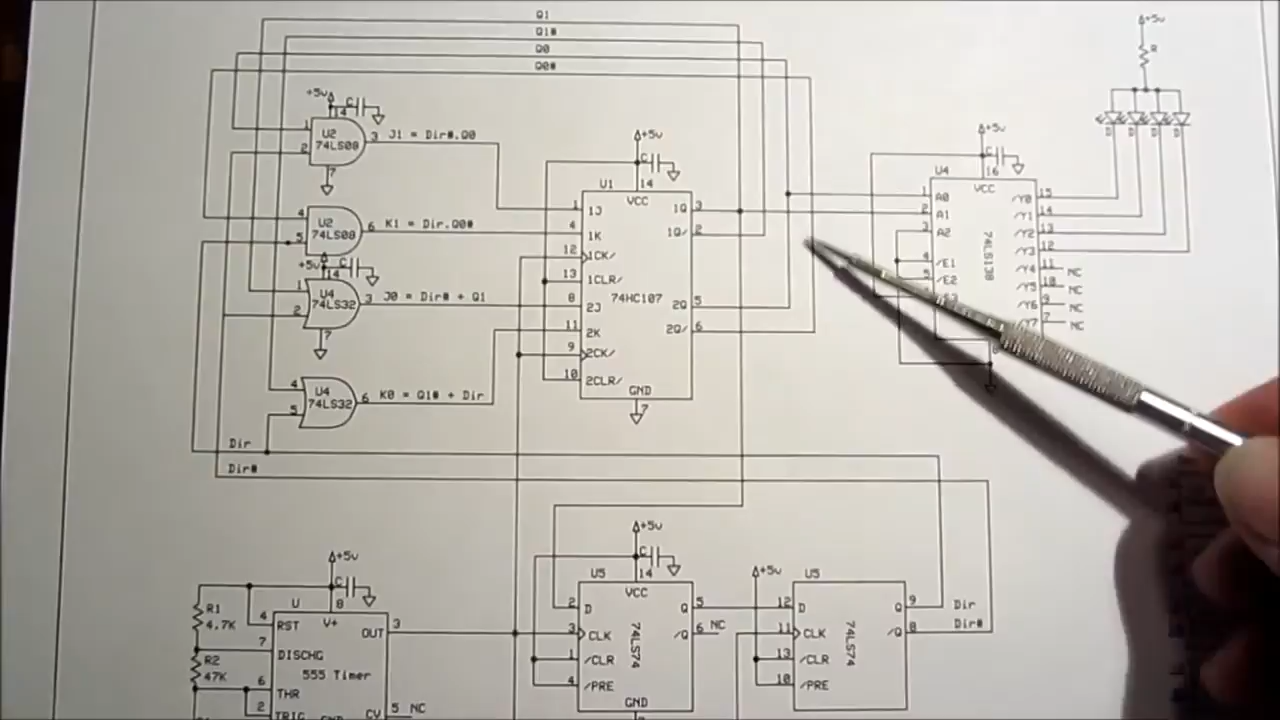 Q1
Q1#
Q0
Q0#
+5v
C
14
1
2
U2
74LS08
3
J1 = Dir#.Q0
7
4
5
U2
74LS08
6
K1 = Dir.Q0#
+5v
C
14
1
2
U4
74LS32
3
J0 = Dir# + Q1
7
4
5
U4
74LS32
6
K0 = Q1# + Dir
Dir
Dir#
+5v
C
U1
14
VCC
1 1J
4 1K
12 1CK/
13 1CLR/
8 2J
11 2K
9 2CK/
10 2CLR/
74HC107
1Q 3
1Q/ 2
2Q 5
2Q/ 6
GND
7
+5v
C
U4
16
VCC
1 A0
2 A1
3 A2
4 /E1
5 /E2
74LS138
/Y0 15
/Y1 14
/Y2 13
/Y3 12
/Y4 11 NC
/Y5 10 NC
/Y6 9 NC
/Y7 7 NC
+5v
R
D
D
D
D
+5v
C
R1
4.7K
R2
47K
U
8
V+
4 RST
7 DISCHG
6 THR
2 TRIG
555 Timer
OUT 3
CV 5 NC
+5v
C
U5
14
VCC
2 D
3 CLK
1 /CLR
4 /PRE
74LS74
Q 5
/Q 6 NC
GND
+5v
U5
12 D
11 CLK
13 /CLR
10 /PRE
74LS74
Q 9 Dir
/Q 8 Dir#